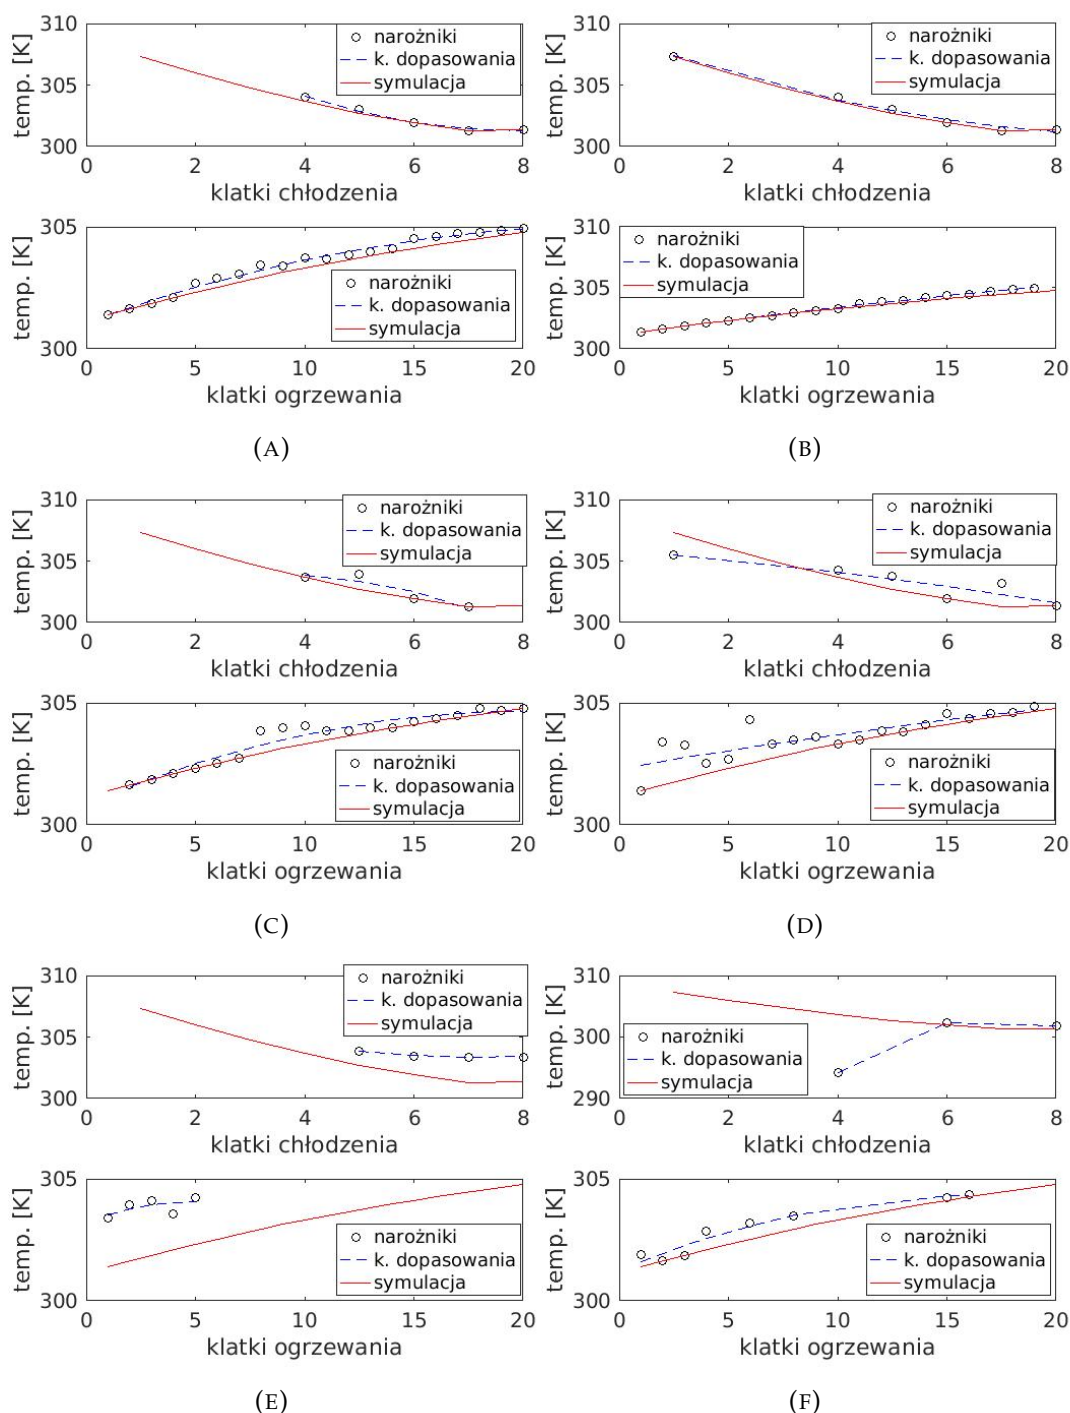 310
305
300
temp. [K]
narożniki
k. dopasowania
symulacja
0 2 4 6 8
klatki chłodzenia
305
300
temp. [K]
narożniki
k. dopasowania
symulacja
0 5 10 15 20
klatki ogrzewania
(A)
310
305
300
temp. [K]
narożniki
k. dopasowania
symulacja
0 2 4 6 8
klatki chłodzenia
310
305
300
temp. [K]
narożniki
k. dopasowania
symulacja
0 5 10 15 20
klatki ogrzewania
(B)
310
305
300
temp. [K]
narożniki
k. dopasowania
symulacja
0 2 4 6 8
klatki chłodzenia
305
300
temp. [K]
narożniki
k. dopasowania
symulacja
0 5 10 15 20
klatki ogrzewania
(C)
310
305
300
temp. [K]
narożniki
k. dopasowania
symulacja
0 2 4 6 8
klatki chłodzenia
305
300
temp. [K]
narożniki
k. dopasowania
symulacja
0 5 10 15 20
klatki ogrzewania
(D)
310
305
300
temp. [K]
narożniki
k. dopasowania
symulacja
0 2 4 6 8
klatki chłodzenia
305
300
temp. [K]
narożniki
k. dopasowania
symulacja
0 5 10 15 20
klatki ogrzewania
(E)
310
300
290
temp. [K]
narożniki
k. dopasowania
symulacja
0 2 4 6 8
klatki chłodzenia
305
300
temp. [K]
narożniki
k. dopasowania
symulacja
0 5 10 15 20
klatki ogrzewania
(F)